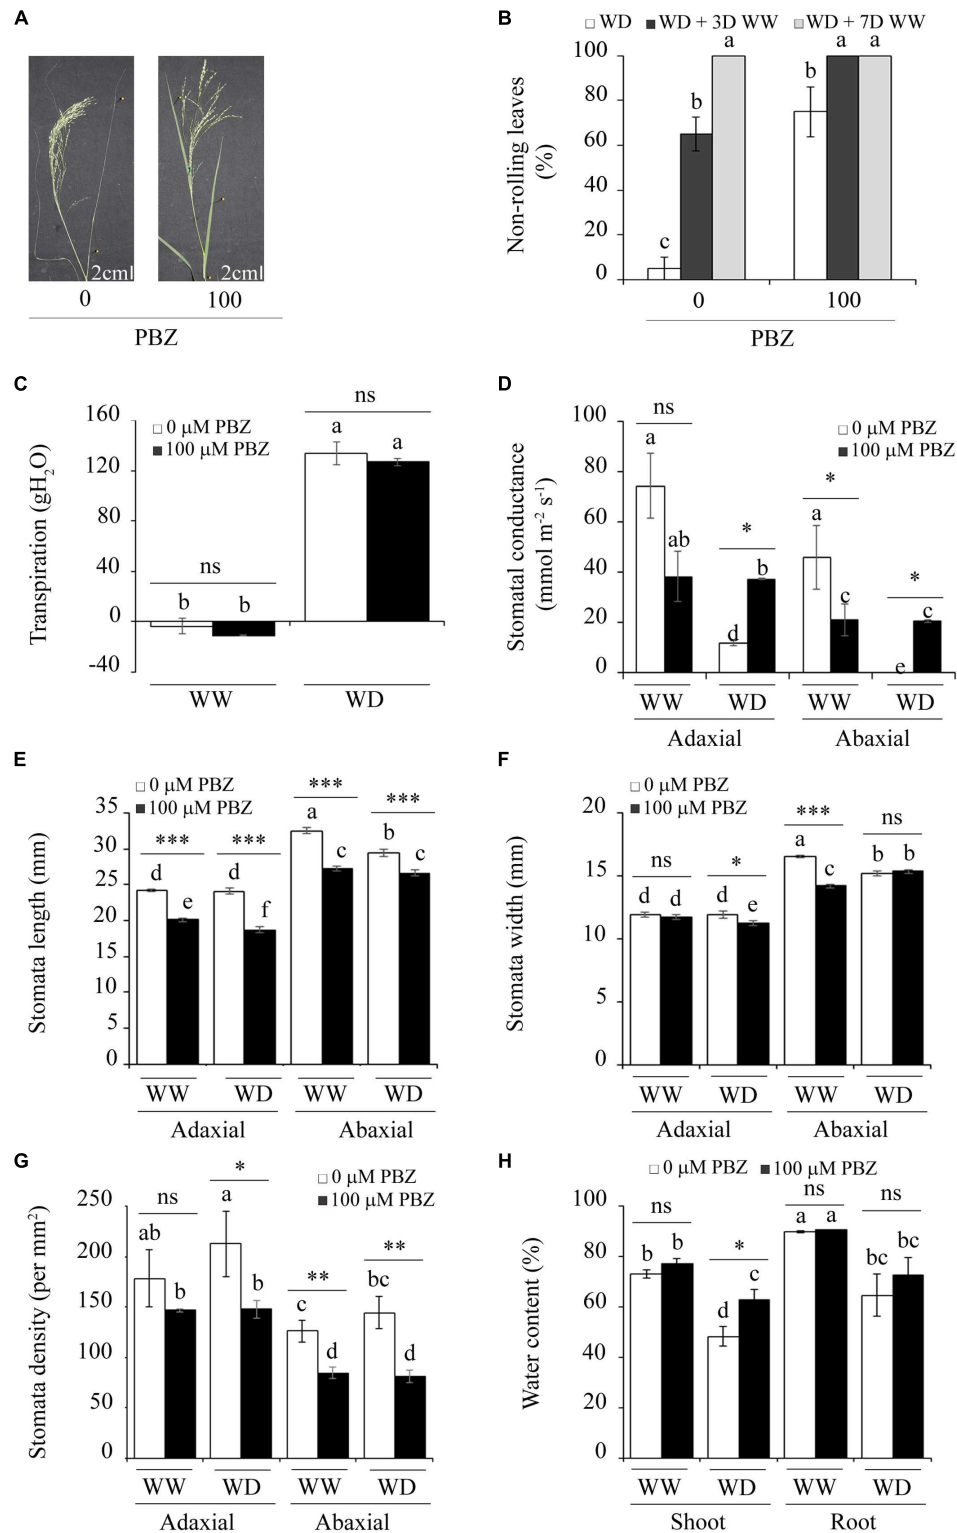 A
2cml
2cml
0
100
PBZ
B
WD WD + 3D WW WD + 7D WW
a a a
b b
c
100
80
60
40
20
0
Non-rolling leaves
(%)
0 100
PBZ
C
ns
0 μM PBZ
100 μM PBZ
a a
ns
b b
160
120
80
40
-0
-40
Transpiration (gH2O)
WW WD
D
0 μM PBZ
100 μM PBZ
ns
a
ab
*
d
b
*
a
c
*
e
c
100
80
60
40
20
0
Stomatal conductance
(mmol m-2 s-1)
WW WD WW WD
Adaxial Abaxial
E
0 μM PBZ
100 μM PBZ
*** *** *** ***
d e d f a c b c
35
30
25
20
15
10
5
0
Stomata length (mm)
WW WD WW WD
Adaxial Abaxial
F
0 μM PBZ
100 μM PBZ
ns * *** ns
d d d e a c b b
20
15
10
5
0
Stomata width (mm)
WW WD WW WD
Adaxial Abaxial
G
0 μM PBZ
100 μM PBZ
ns * ** **
ab b a b c d bc d
250
200
150
100
50
0
Stomata density (per mm2)
WW WD WW WD
Adaxial Abaxial
H
0 μM PBZ 100 μM PBZ
ns * ns ns
b b d c a a bc bc
100
80
60
40
20
0
Water content (%)
WW WD WW WD
Shoot Root